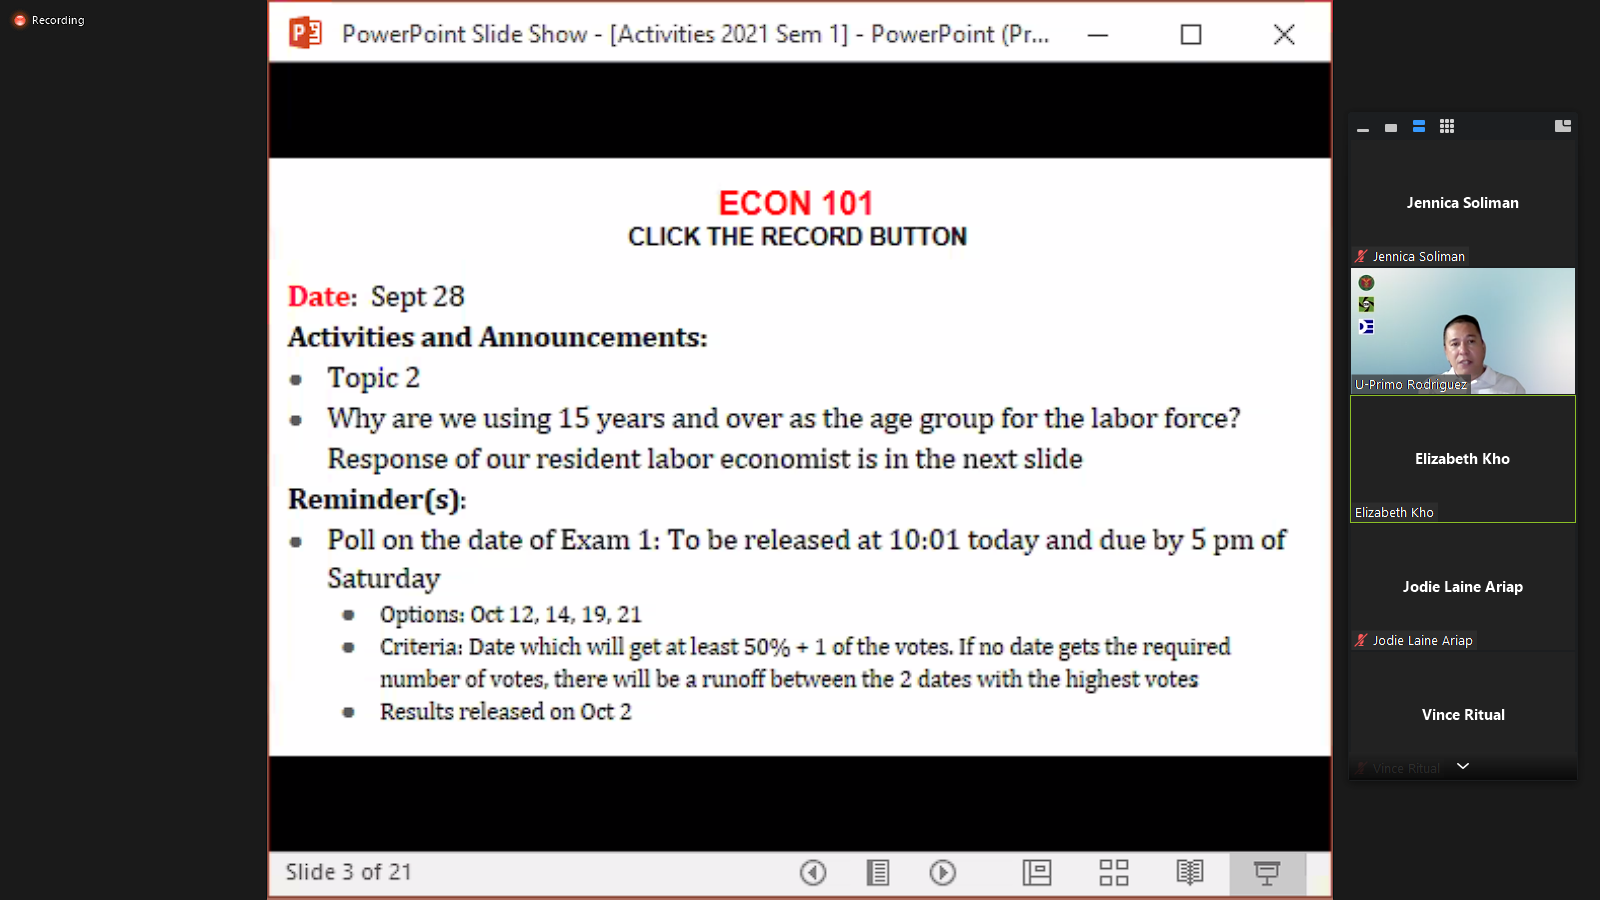 Recording
PowerPoint Slide Show - [Activities 2021 Sem 1] - PowerPoint (Pr...
ECON 101
CLICK THE RECORD BUTTON
Date: Sept 28
Activities and Announcements:
Topic 2
Why are we using 15 years and over as the age group for the labor force?
Response of our resident labor economist is in the next slide
Reminder(s):
Poll on the date of Exam 1: To be released at 10:01 today and due by 5 pm of
Saturday
Options: Oct 12, 14, 19, 21
Criteria: Date which will get at least 50% + 1 of the votes. If no date gets the required
number of votes, there will be a runoff between the 2 dates with the highest votes
Results released on Oct 2
Slide 3 of 21
Jennica Soliman
Jennica Soliman
U-Primo Rodriguez
Elizabeth Kho
Elizabeth Kho
Jodie Laine Ariap
Jodie Laine Ariap
Vince Ritual
Vince Ritual